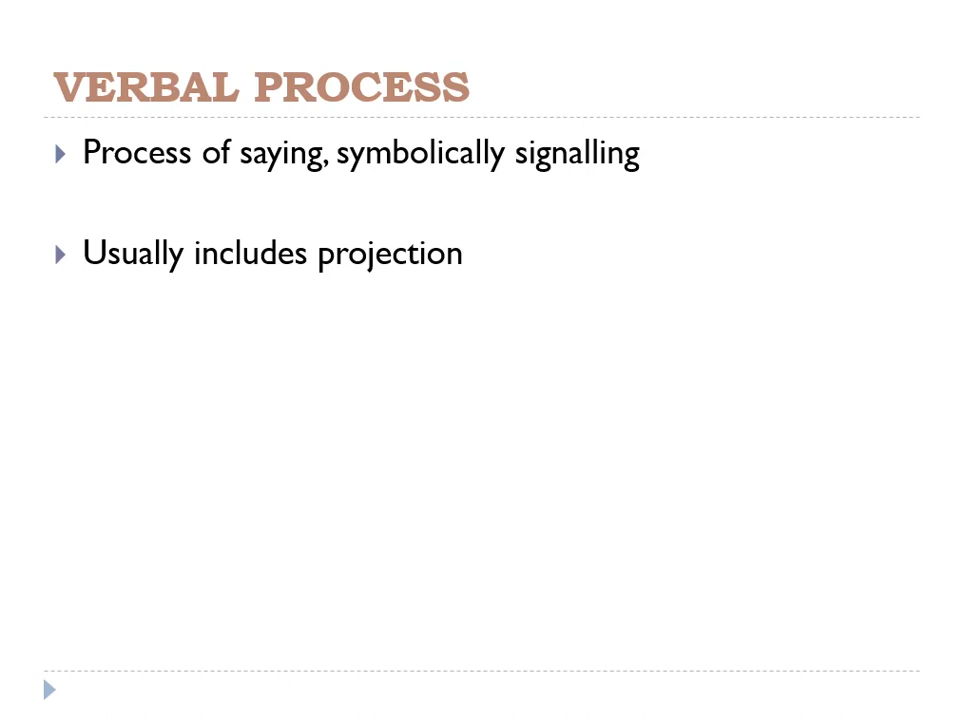 VERBAL PROCESS
Process of saying, symbolically signalling
Usually includes projection